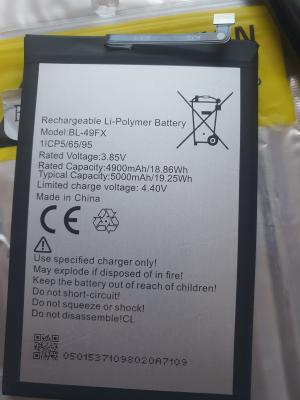 Rechargeable Li-Polymer Battery
Model:BL-49FX
1ICP5/65/95
Rated Voltage:3.85V
Rated Capacity:4900mAh/18.86Wh
Typical Capacity:5000mAh/19.25Wh
Limited charge voltage: 4.40V
Made in China
CE
Use specified charger only!
May explode if disposed of in fire!
Keep the battery out of reach of children!
Do not short-circuit!
Do not squeeze or shock!
Do not disassemble!CL
05015371098020A7109